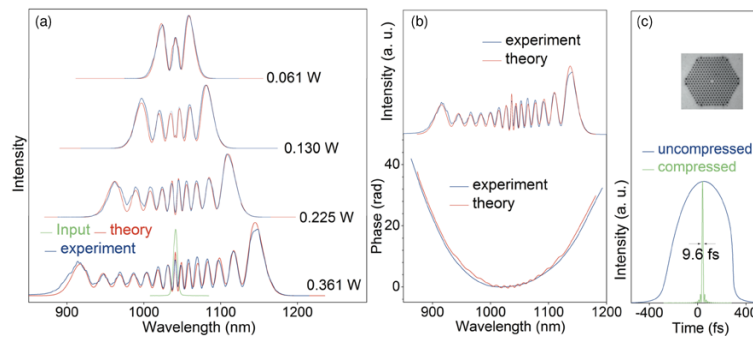 (a)
Intensity
0.061 W
0.130 W
0.225 W
0.361 W
Input
theory
experiment
900
1000
1100
1200
Wavelength (nm)
(b)
Intensity (a. u.)
experiment
theory
Phase (rad)
40
20
0
experiment
theory
900
1000
1100
1200
Wavelength (nm)
(c)
uncompressed
compressed
Intensity (a. u.)
9.6 fs
-400
0
400
Time (fs)